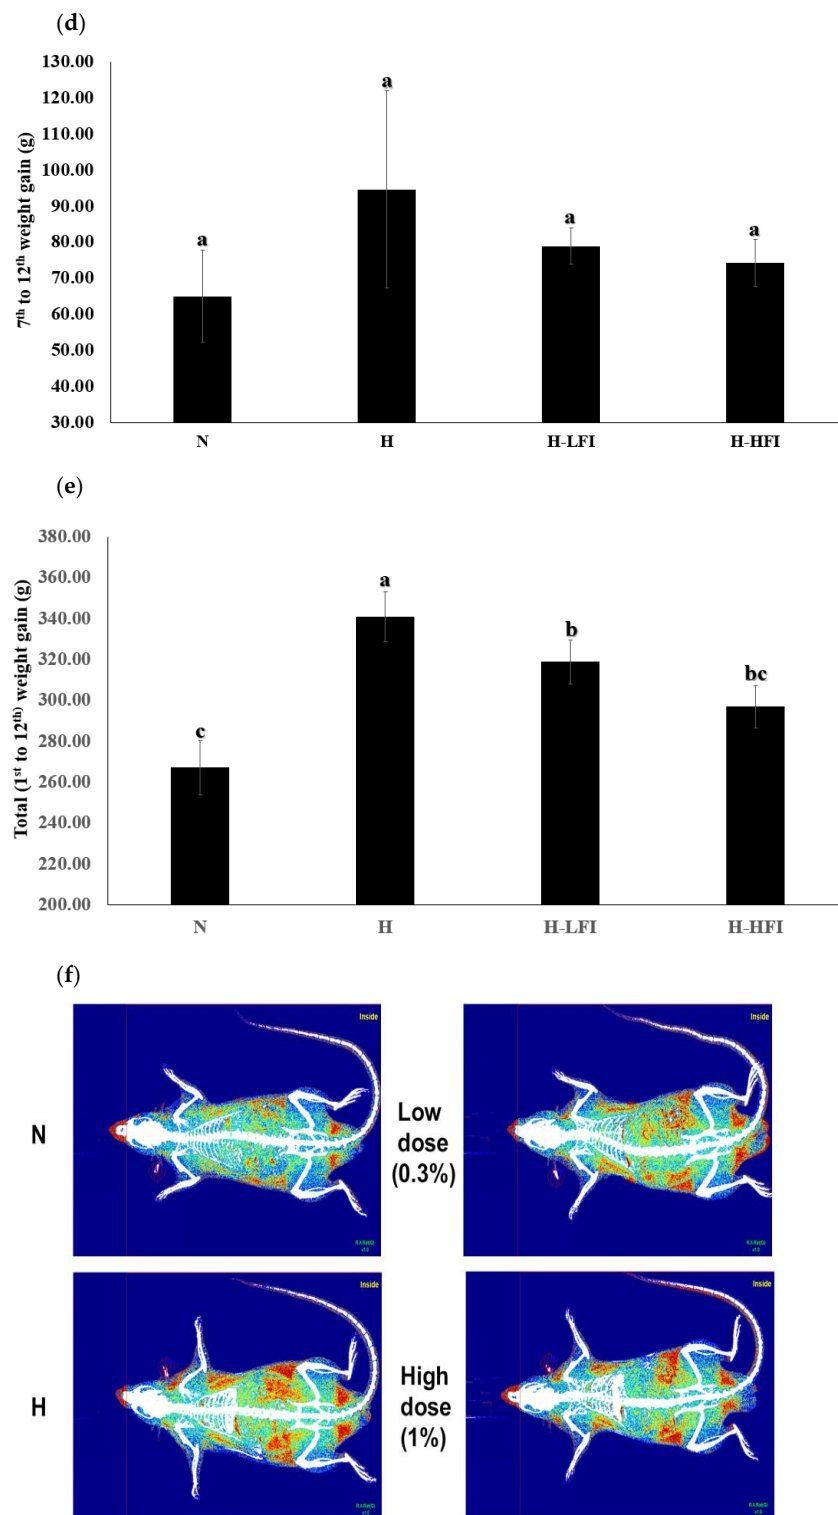 (d)
130.00
120.00
110.00
100.00
90.00
80.00
70.00
60.00
50.00
40.00
30.00
7th to 12th weight gain (g)
a
a
a
a
N
H
H-LFI
H-HFI
(e)
380.00
360.00
340.00
320.00
300.00
280.00
260.00
240.00
220.00
200.00
Total (1st to 12th) weight gain (g)
c
a
b
bc
N
H
H-LFI
H-HFI
(f)
Inside
Inside
N
Low
dose
(0.3%)
Inside
Inside
H
High
dose
(1%)